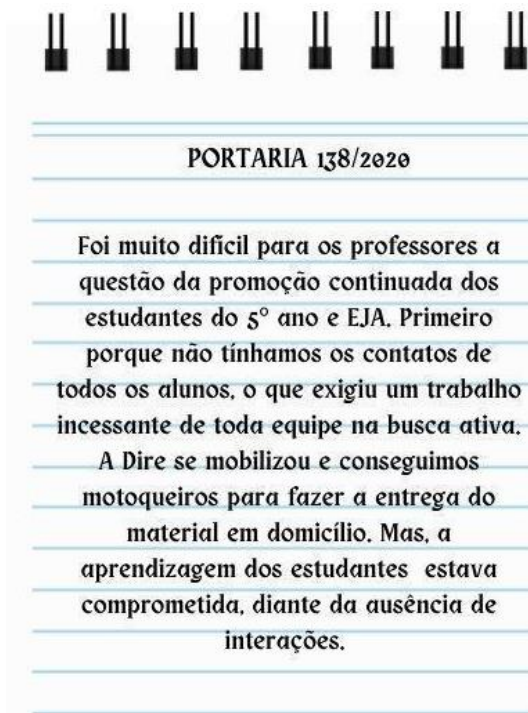 PORTARIA 138/2020
Foi muito difícil para os professores a
questão da promoção continuada dos
estudantes do 5° ano e EJA. Primeiro
porque não tínhamos os contatos de
todos os alunos, o que exigiu um trabalho
incessante de toda equipe na busca ativa.
A Dire se mobilizou e conseguimos
motoqueiros para fazer a entrega do
material em domicílio. Mas, a
aprendizagem dos estudantes estava
comprometida, diante da ausência de
interações.